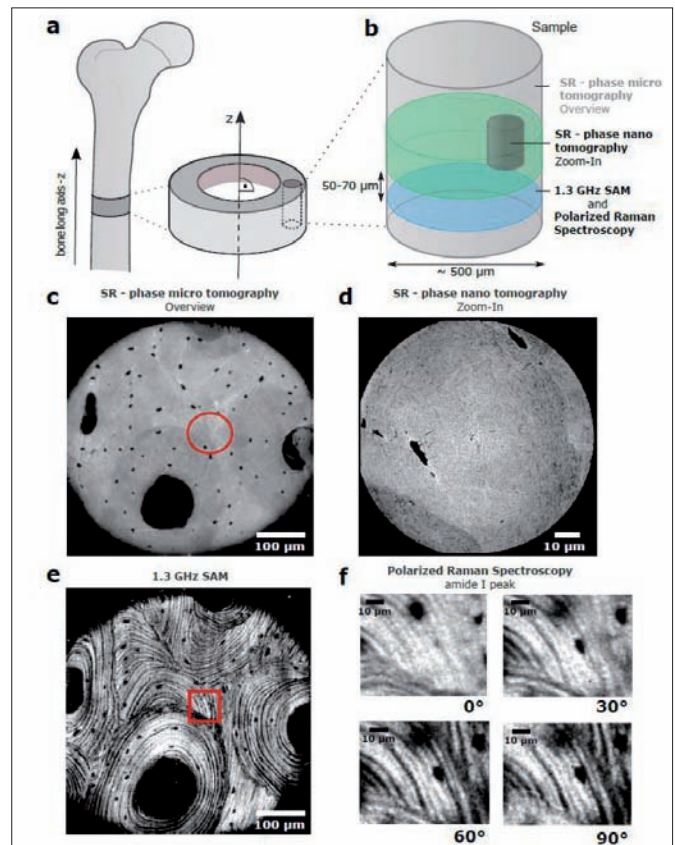 a
bone long axis - z
z
b
Sample
SR - phase micro
tomography
Overview
SR - phase nano
tomography
Zoom-In
50-70 µm
1.3 GHz SAM
and
Polarized Raman
Spectroscopy
~ 500 µm
c
SR - phase micro tomography
Overview
100 µm
d
SR - phase nano tomography
Zoom-In
10 µm
e
1.3 GHz SAM
100 µm
f
Polarized Raman Spectroscopy
amide I peak
10 µm
0°
10 µm
30°
10 µm
60°
10 µm
90°